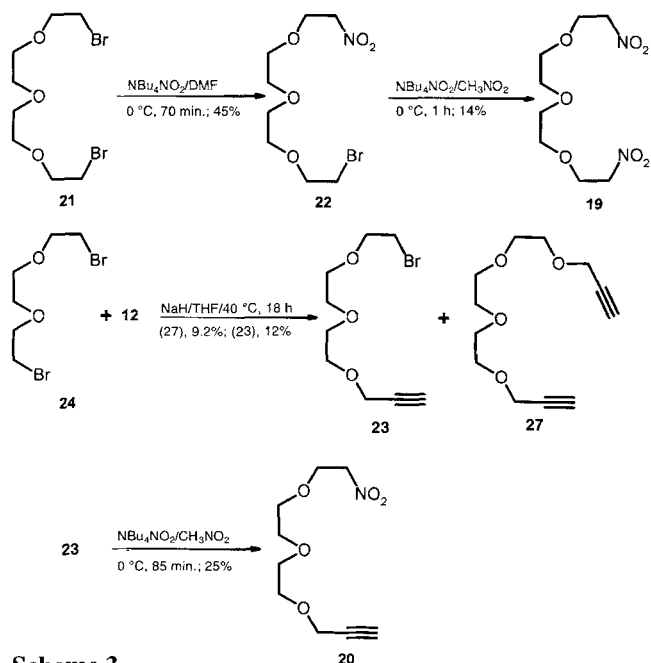 O
Br
O
O
Br
21
NBu4NO2/DMF
0 °C, 70 min.; 45%
O
NO2
O
O
Br
22
NBu4NO2/CH3NO2
0 °C, 1 h; 14%
O
NO2
O
O
NO2
19
O
Br
O
Br
24
+ 12
NaH/THF/40 °C, 18 h
(27), 9.2%; (23), 12%
O
Br
O
O
23
+
O
O
O
O
27
23
NBu4NO2/CH3NO2
0 °C, 85 min.; 25%
O
NO2
O
O
20